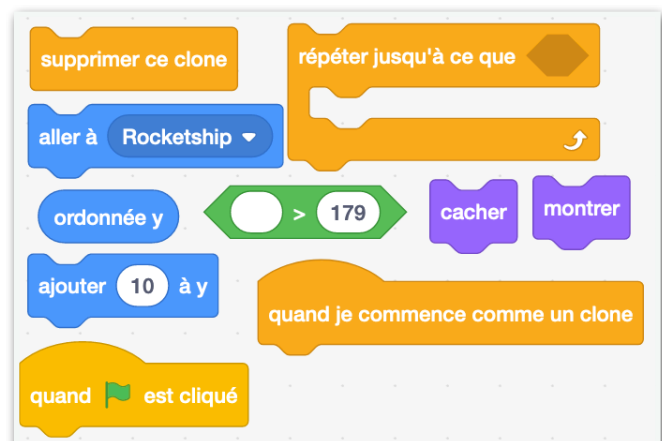 supprimer ce clone
répéter jusqu'à ce que
aller à Rocketship
ordonnée y
> 179
cacher
montrer
ajouter 10 à y
quand je commence comme un clone
quand est cliqué